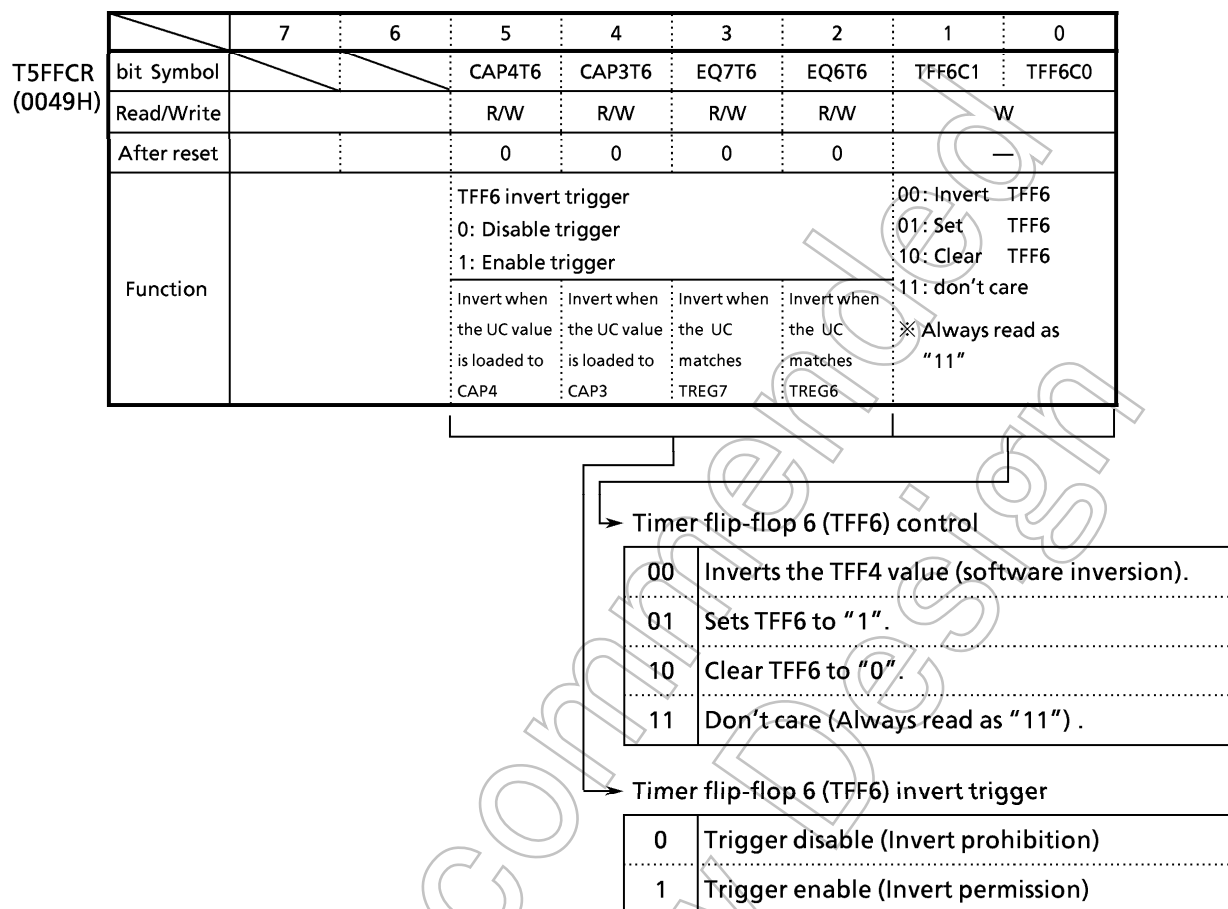 7 6 5 4 3 2 1 0
T5FFCR
(0049H)
bit Symbol CAP4T6 CAP3T6 EQ7T6 EQ6T6 TFF6C1 TFF6C0
Read/Write R/W R/W R/W R/W W
After reset 0 0 0 0 —
Function
TFF6 invert trigger
0: Disable trigger
1: Enable trigger
Invert when
the UC value
is loaded to
CAP4
Invert when
the UC value
is loaded to
CAP3
Invert when
the UC
matches
TREG7
Invert when
the UC
matches
TREG6
00: Invert TFF6
01: Set TFF6
10: Clear TFF6
11: don't care
※ Always read as
"11"
Timer flip-flop 6 (TFF6) control
00 Inverts the TFF4 value (software inversion).
01 Sets TFF6 to "1".
10 Clear TFF6 to "0".
11 Don't care (Always read as "11") .
Timer flip-flop 6 (TFF6) invert trigger
0 Trigger disable (Invert prohibition)
1 Trigger enable (Invert permission)
commended
Design